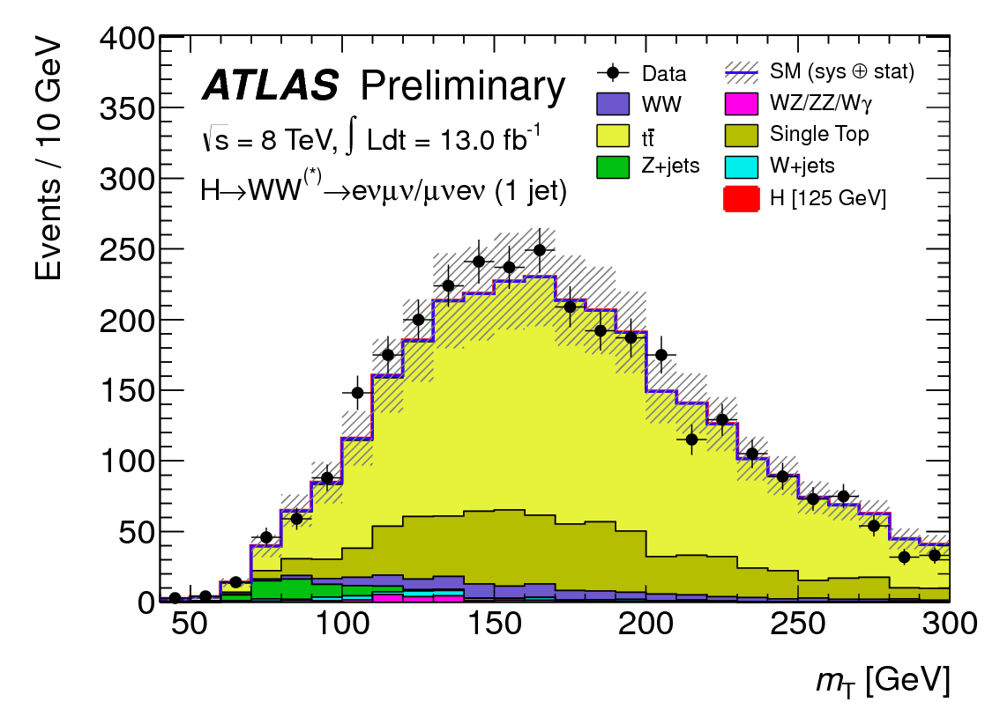 Events / 10 GeV
400
350
300
250
200
150
100
50
0
ATLAS Preliminary
√s = 8 TeV, ∫ Ldt = 13.0 fb⁻¹
H→WW⁽*⁾→eνμν/μνeν (1 jet)
Data
SM (sys ⊕ stat)
WW
WZ/ZZ/Wγ
tt̄
Single Top
Z+jets
W+jets
H [125 GeV]
50 100 150 200 250 300
m_T [GeV]